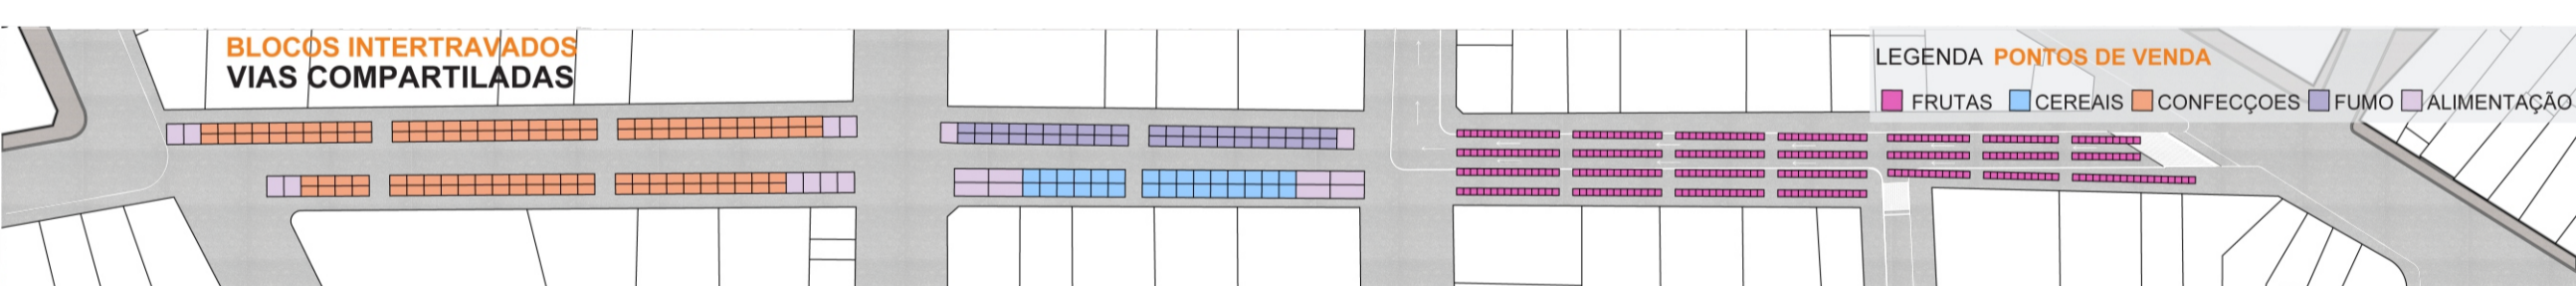 BLOCOS INTERTRAVADOS
VIAS COMPARTILADAS
LEGENDA PONTOS DE VENDA
FRUTAS CEREAIS CONFECÇOES FUMO ALIMENTAÇÃO